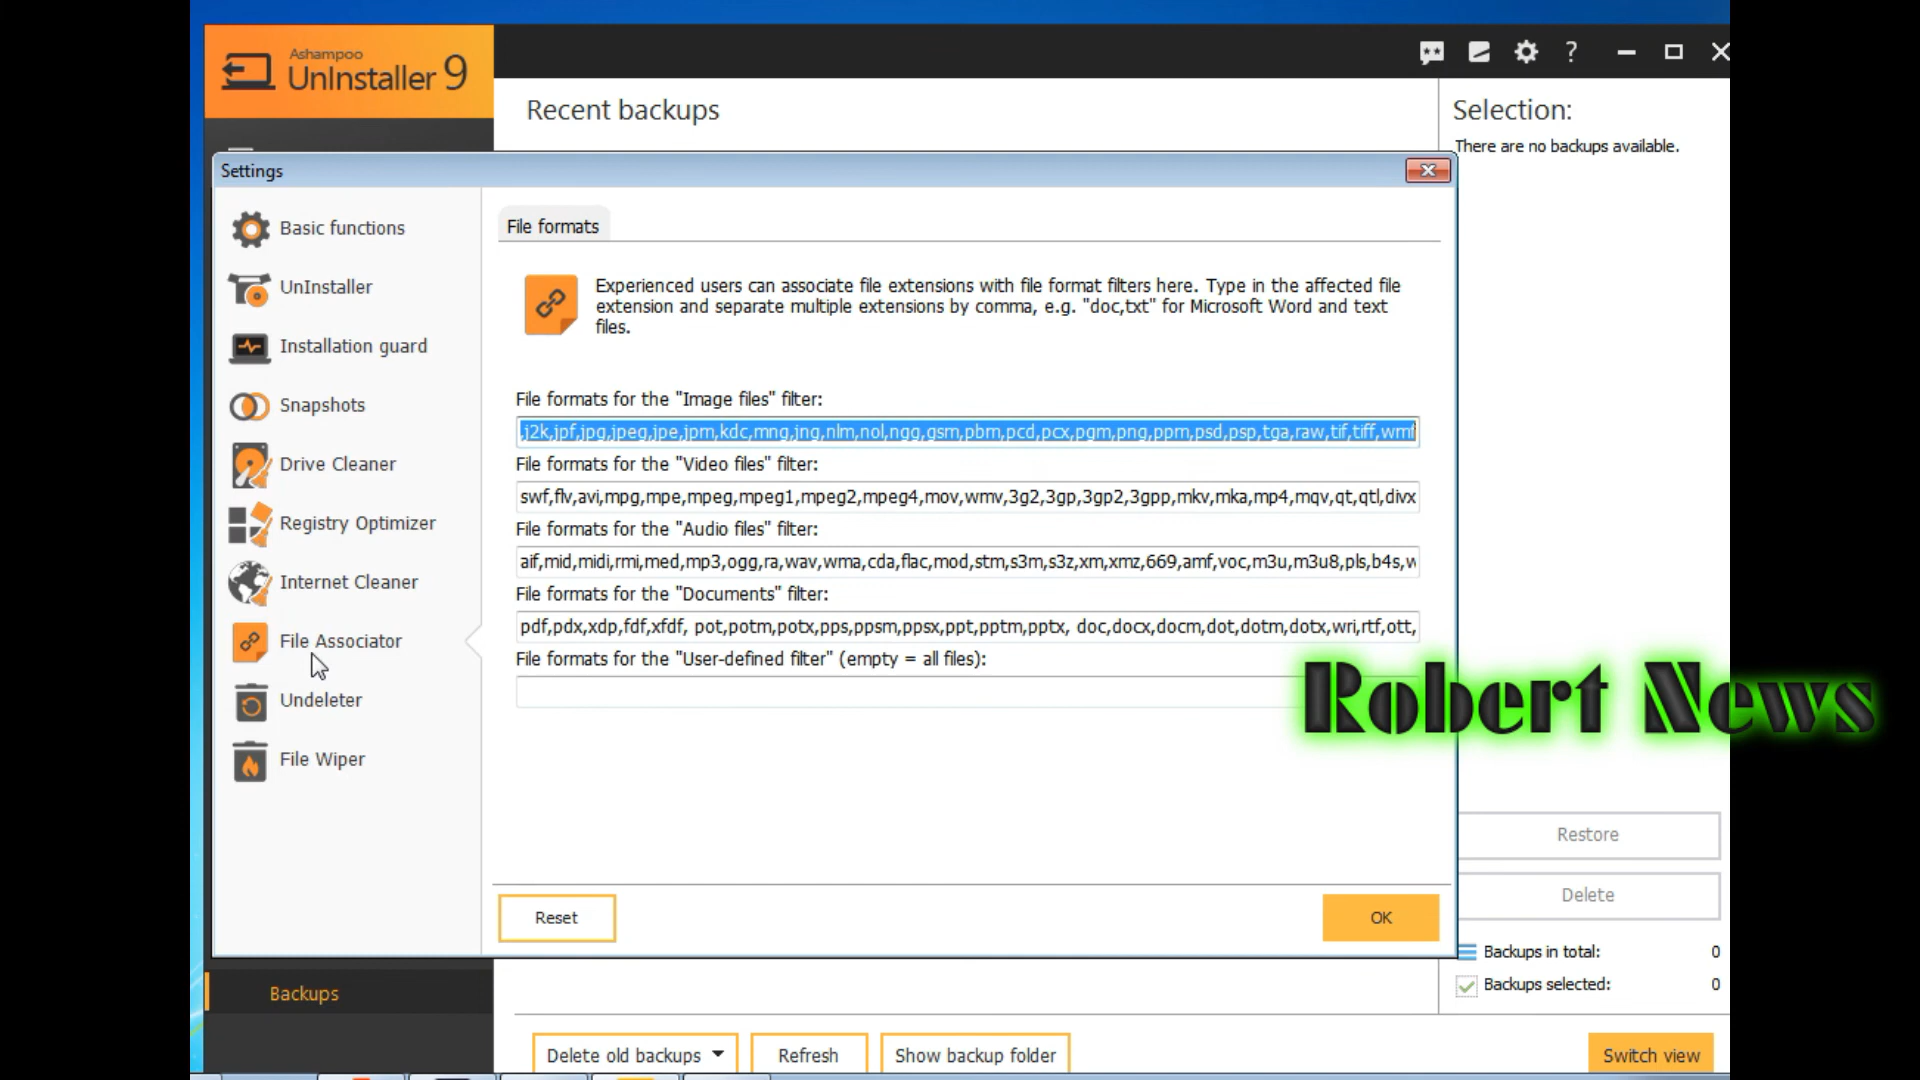 Ashampoo
UnInstaller 9
?
Recent backups
Selection:
There are no backups available.
Settings
Basic functions
UnInstaller
Installation guard
Snapshots
Drive Cleaner
Registry Optimizer
Internet Cleaner
File Associator
Undeleter
File Wiper
File formats
Experienced users can associate file extensions with file format filters here. Type in the affected file
extension and separate multiple extensions by comma, e.g. "doc,txt" for Microsoft Word and text
files.
File formats for the "Image files" filter:
,j2k,jpf,jpg,jpeg,jpe,jpm,kdc,mng,jng,nlm,nol,ngg,gsm,pbm,pcd,pcx,pgm,png,ppm,psd,psp,tga,raw,tif,tiff,wmf
File formats for the "Video files" filter:
swf,flv,avi,mpg,mpe,mpeg,mpeg1,mpeg2,mpeg4,mov,wmv,3g2,3gp,3gp2,3gpp,mkv,mka,mp4,mqv,qt,qtl,divx
File formats for the "Audio files" filter:
aif,mid,midi,rmi,med,mp3,ogg,ra,wav,wma,cda,flac,mod,stm,s3m,s3z,xm,xmz,669,amf,voc,m3u,m3u8,pls,b4s,w
File formats for the "Documents" filter:
pdf,pdx,xdp,fdf,xfdf, pot,potm,potx,pps,ppsm,ppsx,ppt,pptm,pptx, doc,docx,docm,dot,dotm,dotx,wri,rtf,ott,
File formats for the "User-defined filter" (empty = all files):
Robert News
Reset
OK
Restore
Delete
Backups in total: 0
Backups selected: 0
Backups
Delete old backups
Refresh
Show backup folder
Switch view